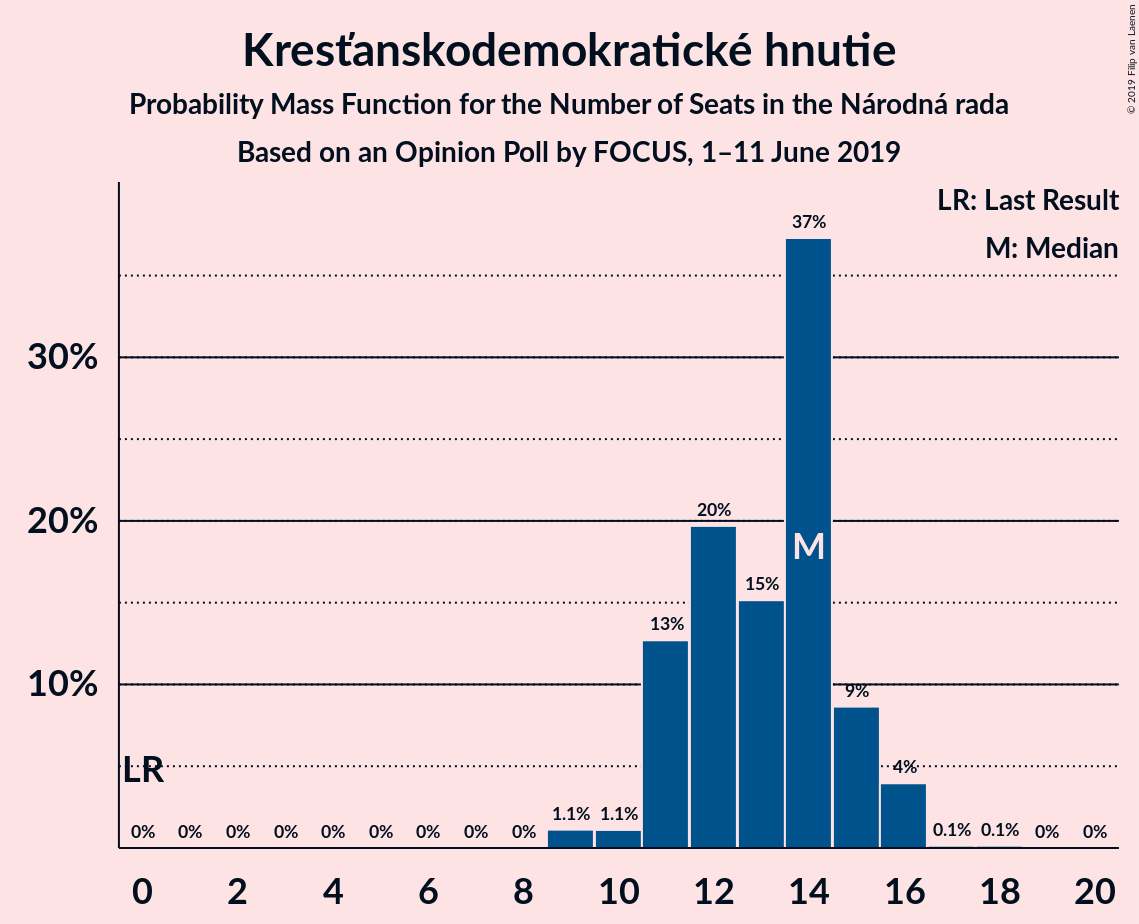 Kresťanskodemokratické hnutie
Probability Mass Function for the Number of Seats in the Národná rada
Based on an Opinion Poll by FOCUS, 1–11 June 2019
© 2019 Filip van Laenen
LR: Last Result
M: Median
37%
30%
20%
20%
M
15%
13%
10%
9%
LR
4%
0% 0% 0% 0% 0% 0% 0% 0% 0% 1.1% 1.1% 0.1% 0.1% 0% 0%
0 2 4 6 8 10 12 14 16 18 20